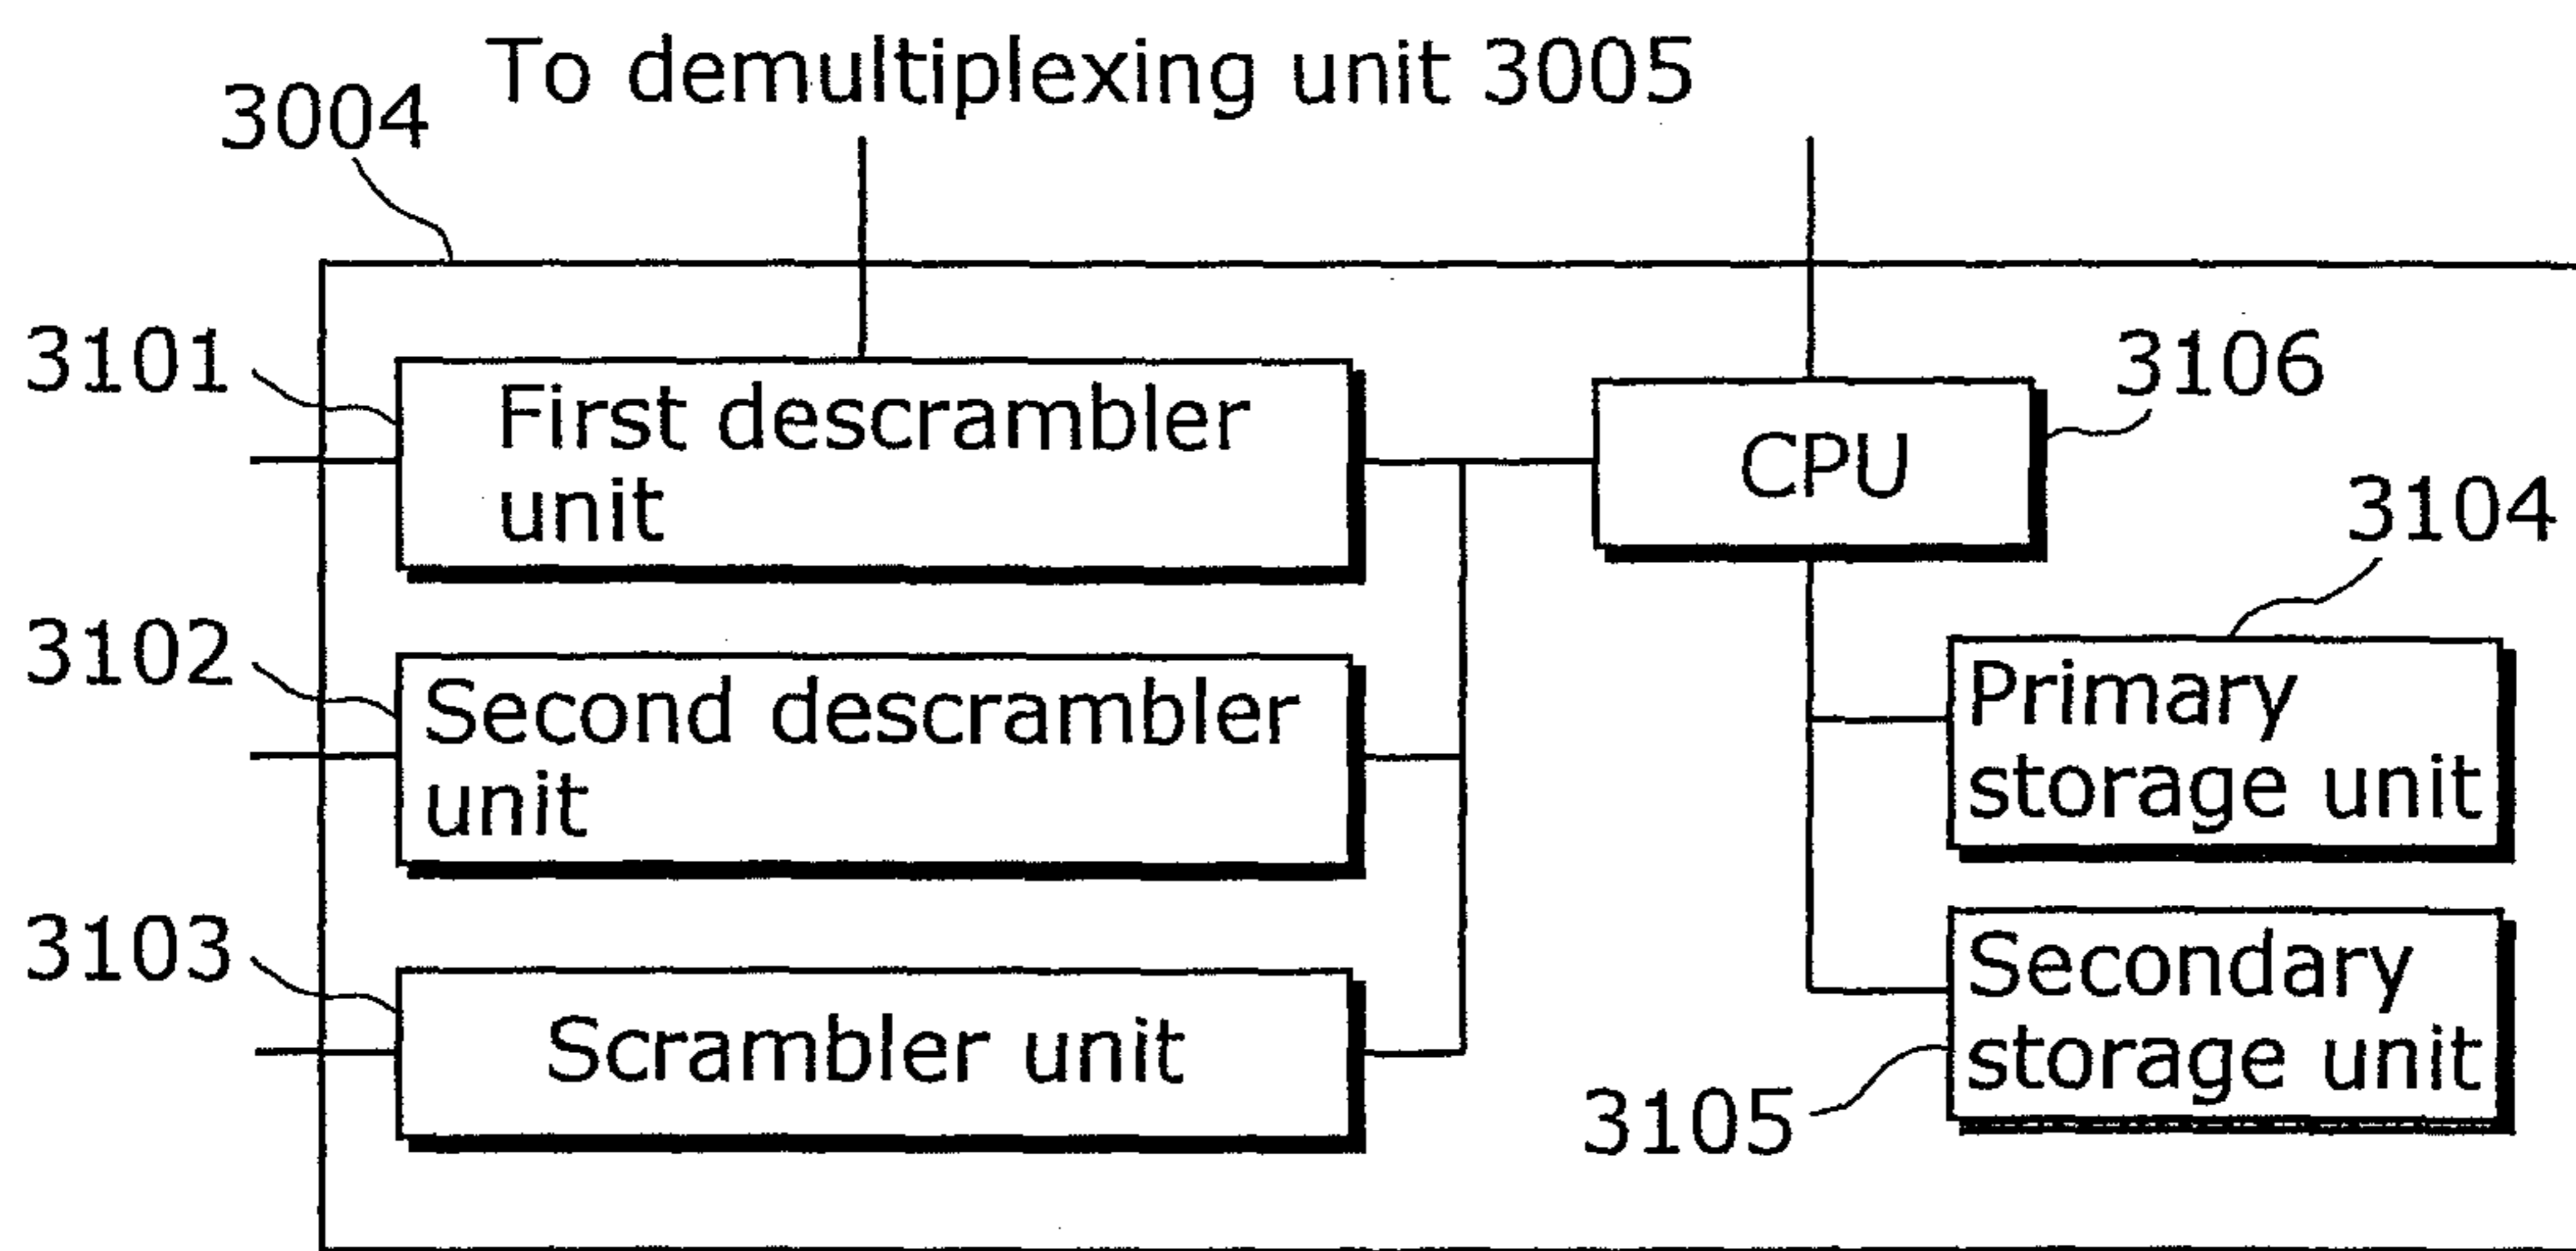 To demultiplexing unit 3005
3004
3101
First descrambler
unit
CPU
3106
3104
3102
Second descrambler
unit
Primary
storage unit
3103
Scrambler unit
Secondary
storage unit
3105